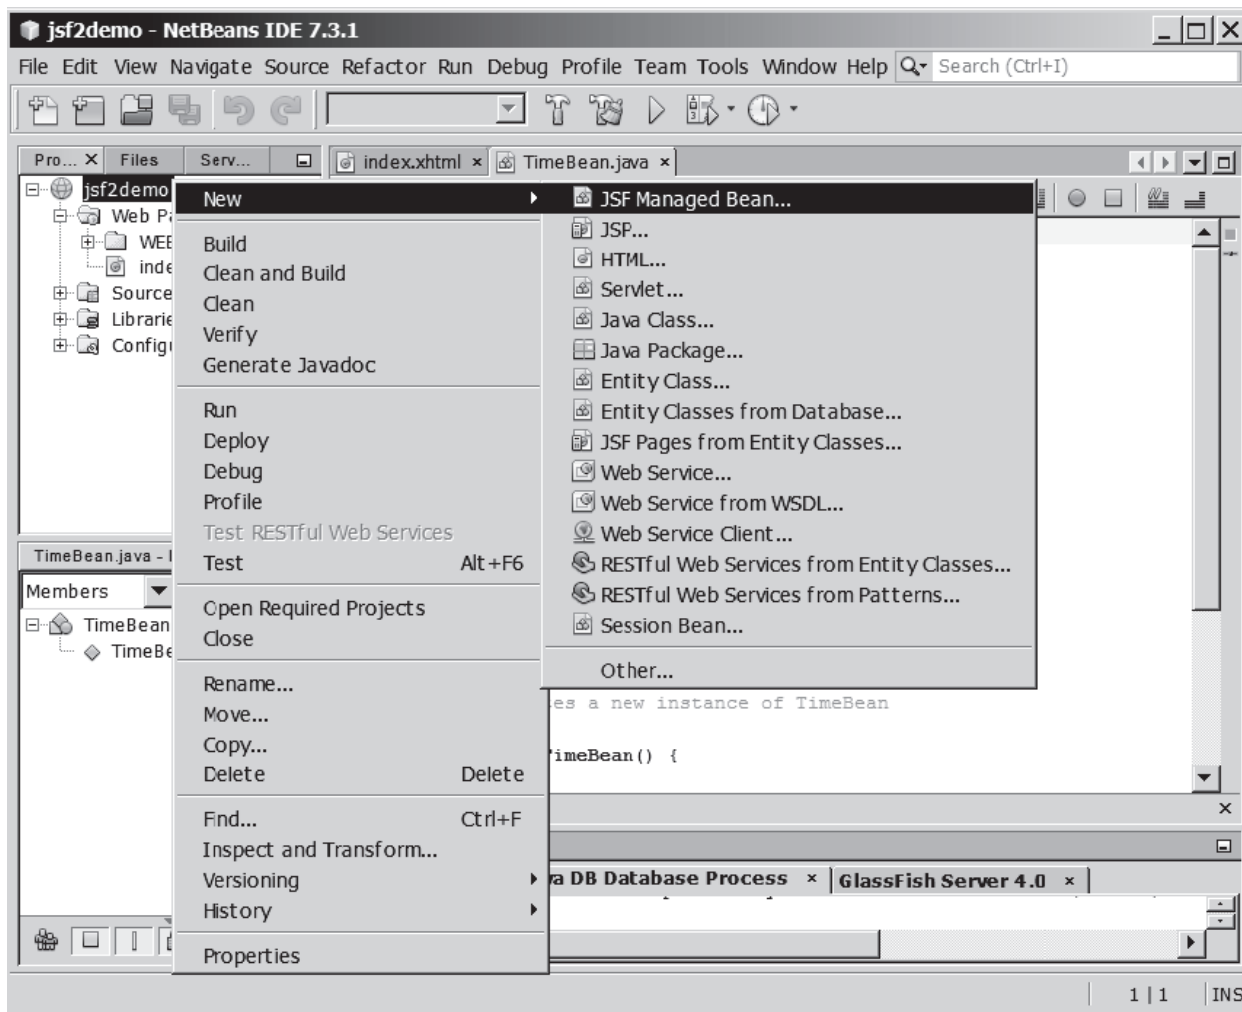 jsf2demo - NetBeans IDE 7.3.1
File Edit View Navigate Source Refactor Run Debug Profile Team Tools Window Help Search (Ctrl+I)
Pro... Files Serv... index.xhtml TimeBean.java
jsf2demo
Web Pa
WEB
inde
Source
Librarie
Config
New
Build
Clean and Build
Clean
Verify
Generate Javadoc
Run
Deploy
Debug
Profile
Test RESTful Web Services
Test Alt+F6
Open Required Projects
Close
Rename...
Move...
Copy...
Delete Delete
Find... Ctrl+F
Inspect and Transform...
Versioning
History
Properties
JSF Managed Bean...
JSP...
HTML...
Servlet...
Java Class...
Java Package...
Entity Class...
Entity Classes from Database...
JSF Pages from Entity Classes...
Web Service...
Web Service from WSDL...
Web Service Client...
RESTful Web Services from Entity Classes...
RESTful Web Services from Patterns...
Session Bean...
Other...
TimeBean.java -
Members
TimeBean
TimeBe
es a new instance of TimeBean
TimeBean() {
va DB Database Process GlassFish Server 4.0
1 | 1 INS